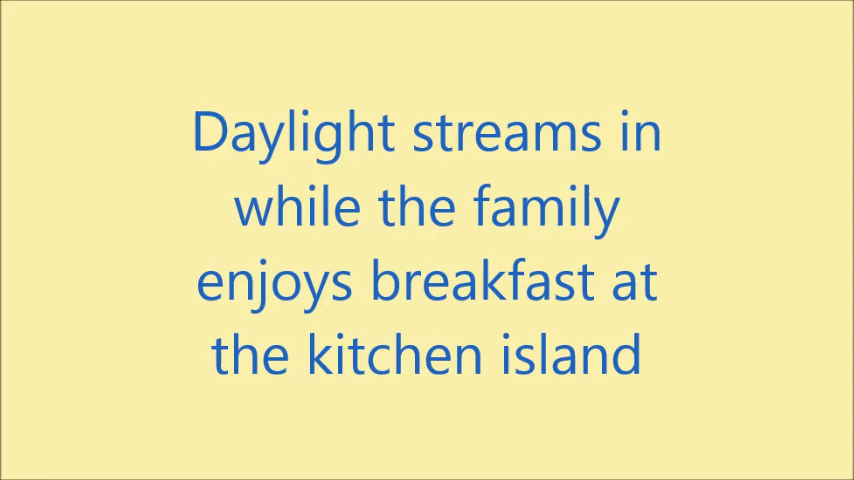 Daylight streams in
while the family
enjoys breakfast at
the kitchen island